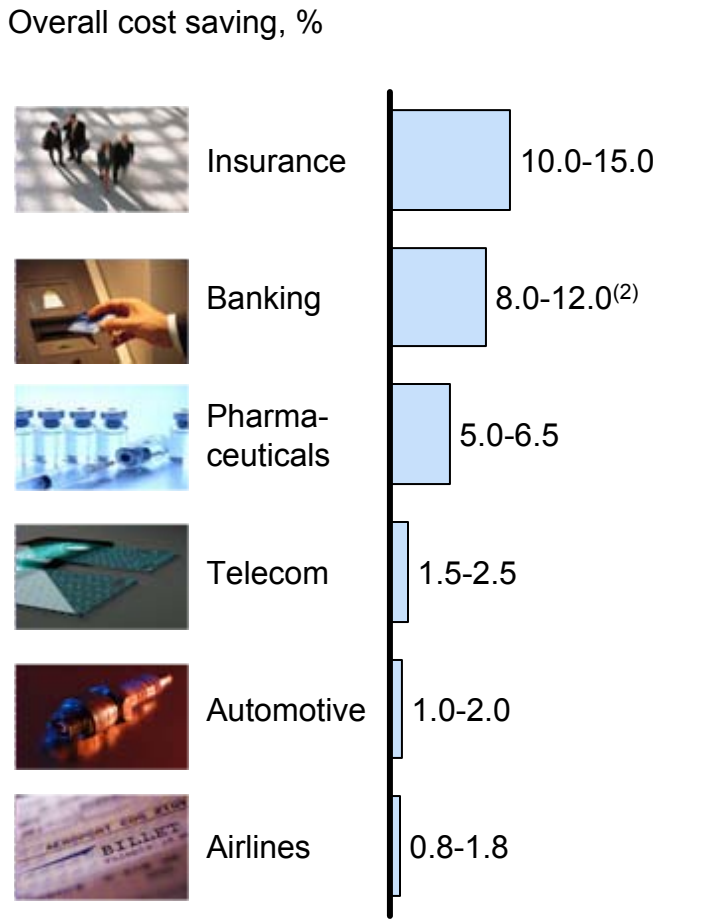 Overall cost saving, %
Insurance
10.0-15.0
Banking
8.0-12.0(2)
Pharma-
ceuticals
5.0-6.5
Telecom
1.5-2.5
Automotive
1.0-2.0
AEROPORT
BILLET
Airlines
0.8-1.8